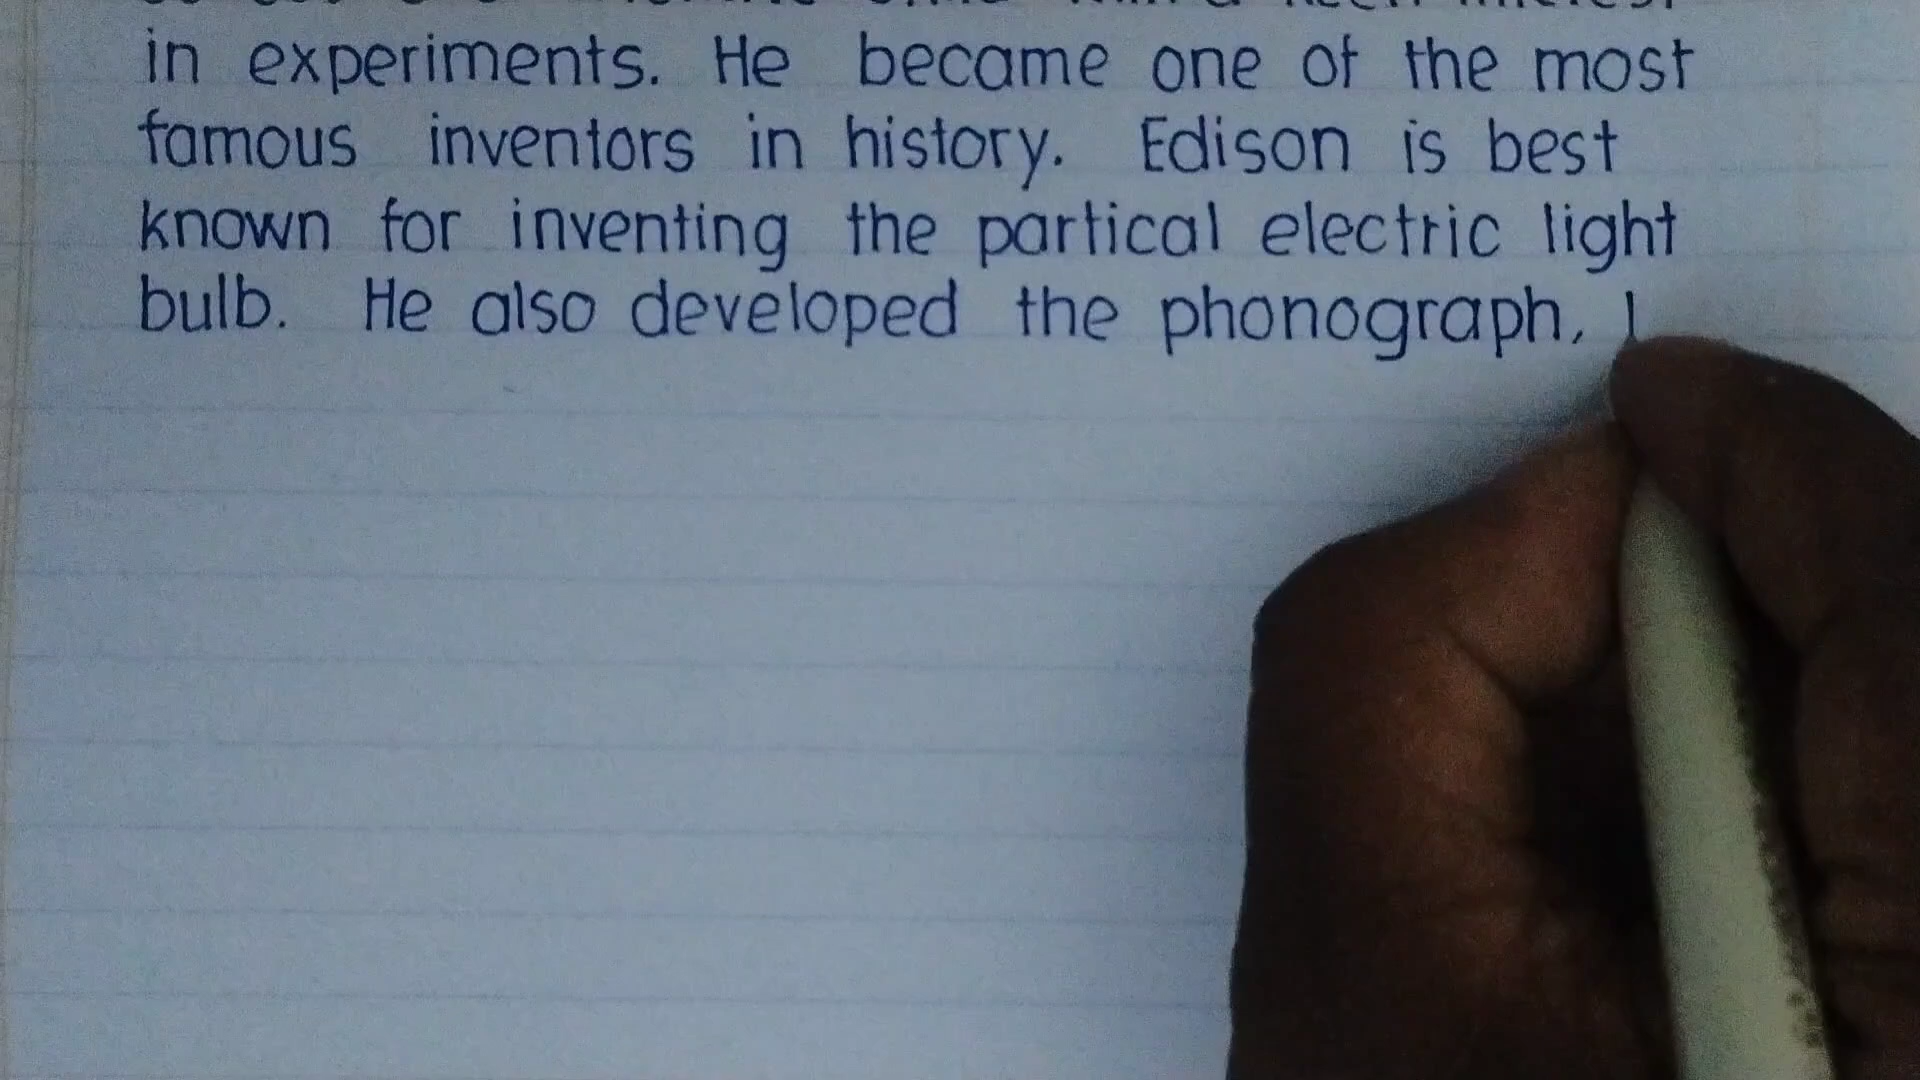 in experiments. He became one of the most
famous inventors in history. Edison is best
known for inventing the partical electric light
bulb. He also developed the phonograph,